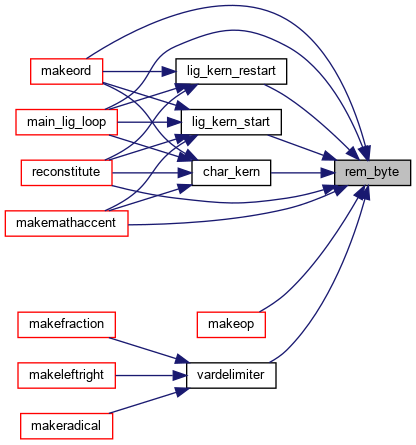 makeord
lig_kern_restart
main_lig_loop
lig_kern_start
reconstitute
char_kern
rem_byte
makemathaccent
makefraction
makeop
makeleftright
vardelimiter
makeradical